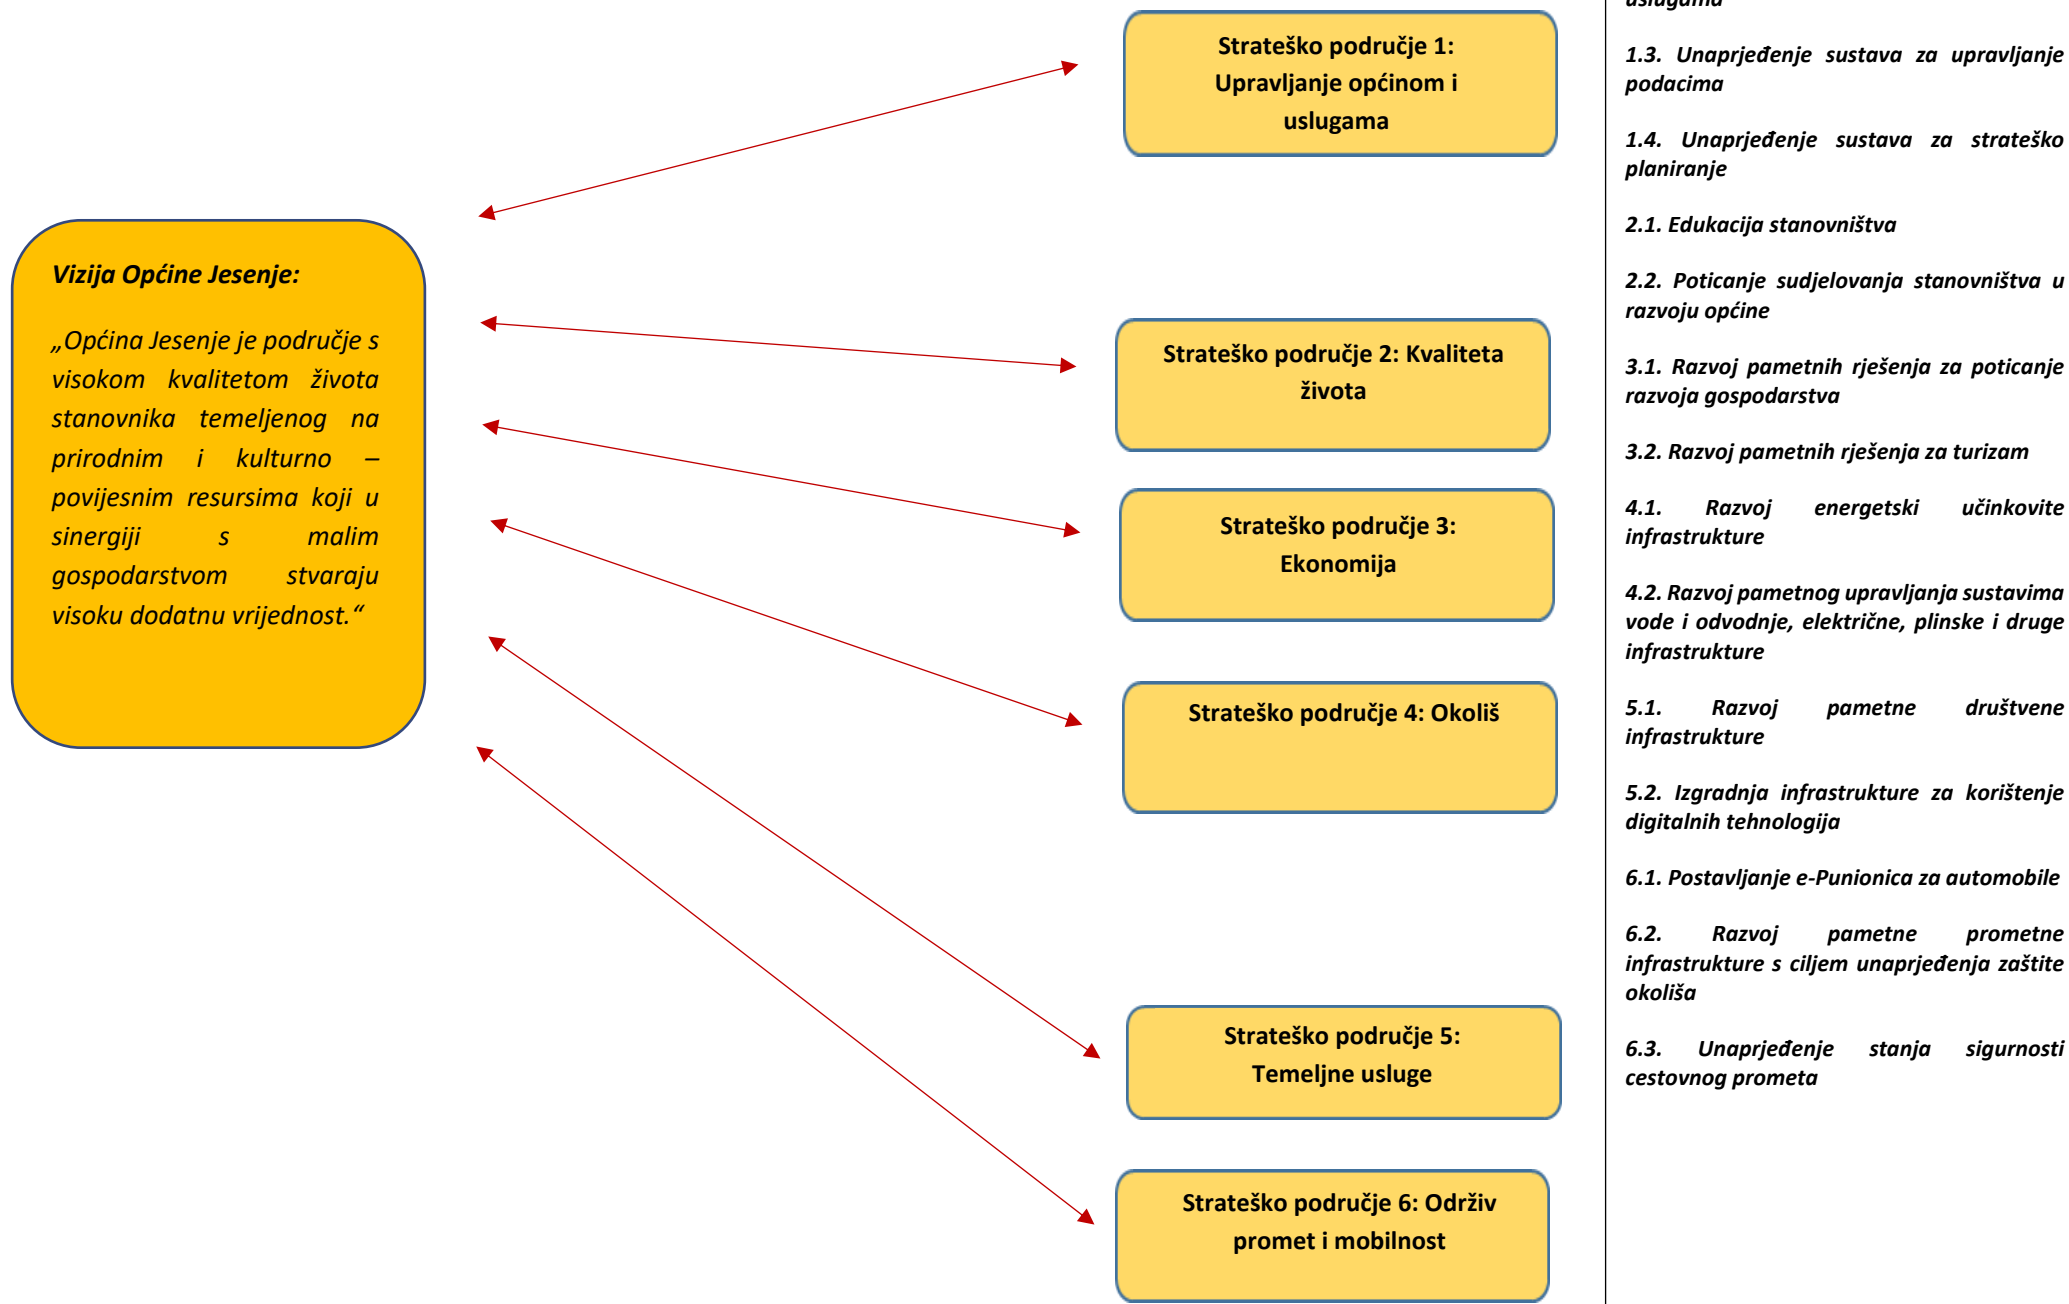 Vizija Općine Jesenje:
„Općina Jesenje je područje s
visokom kvalitetom života
stanovnika temeljenog na
prirodnim i kulturno –
povijesnim resursima koji u
sinergiji s malim
gospodarstvom stvaraju
visoku dodatnu vrijednost.“
Strateško područje 1:
Upravljanje općinom i
uslugama
Strateško područje 2: Kvaliteta
života
Strateško područje 3:
Ekonomija
Strateško područje 4: Okoliš
Strateško područje 5:
Temeljne usluge
Strateško područje 6: Održiv
promet i mobilnost
uslugama
1.3. Unaprjeđenje sustava za upravljanje
podacima
1.4. Unaprjeđenje sustava za strateško
planiranje
2.1. Edukacija stanovništva
2.2. Poticanje sudjelovanja stanovništva u
razvoju općine
3.1. Razvoj pametnih rješenja za poticanje
razvoja gospodarstva
3.2. Razvoj pametnih rješenja za turizam
4.1. Razvoj energetski učinkovite
infrastrukture
4.2. Razvoj pametnog upravljanja sustavima
vode i odvodnje, električne, plinske i druge
infrastrukture
5.1. Razvoj pametne društvene
infrastrukture
5.2. Izgradnja infrastrukture za korištenje
digitalnih tehnologija
6.1. Postavljanje e-Punionica za automobile
6.2. Razvoj pametne prometne
infrastrukture s ciljem unaprjeđenja zaštite
okoliša
6.3. Unaprjeđenje stanja sigurnosti
cestovnog prometa